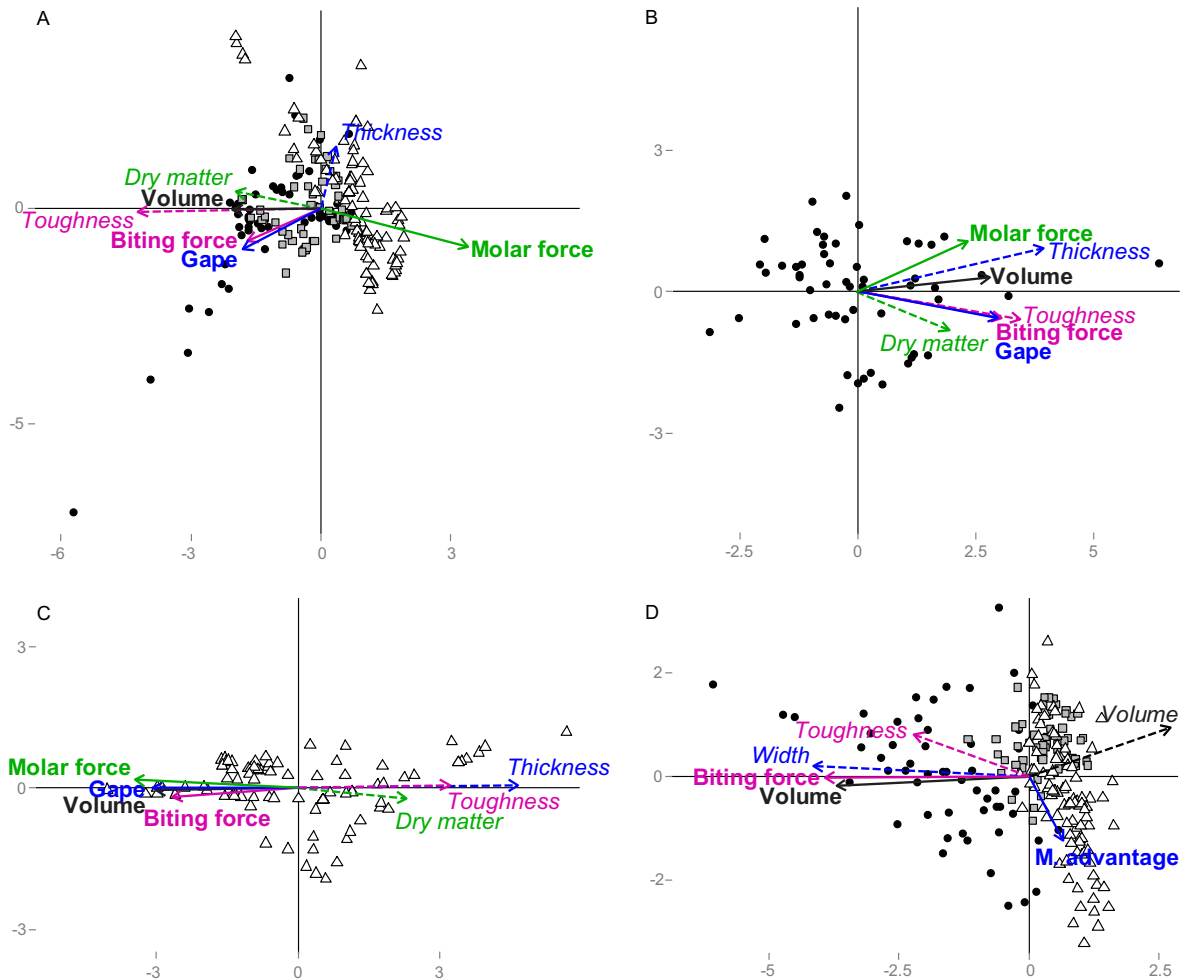 A
Thickness
Dry matter
Volume
0
Toughness
Biting force
Gape
Molar force
-5
-6
-3
0
3
B
3
Molar force
Thickness
Volume
0
Toughness
Biting force
Dry matter
Gape
-3
-2.5
0
2.5
5
C
3
Molar force
Thickness
Gape
0
Volume
Toughness
Biting force
Dry matter
-3
-3
0
3
D
2
Volume
Toughness
Width
Biting force
0
Volume
M. advantage
-2
-5
-2.5
0
2.5